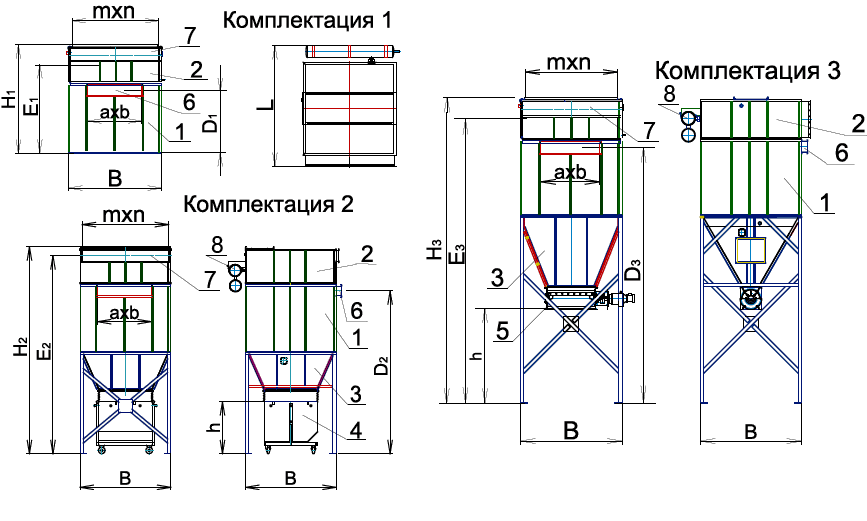 Комплектация 1
mxn
7
2
6
axb
1
H1
E1
D1
B
L
Комплектация 2
mxn
8
7
2
6
axb
1
3
4
H2
E2
D2
h
B
B
Комплектация 3
mxn
8
7
2
6
axb
1
3
5
H3
E3
D3
h
B
B